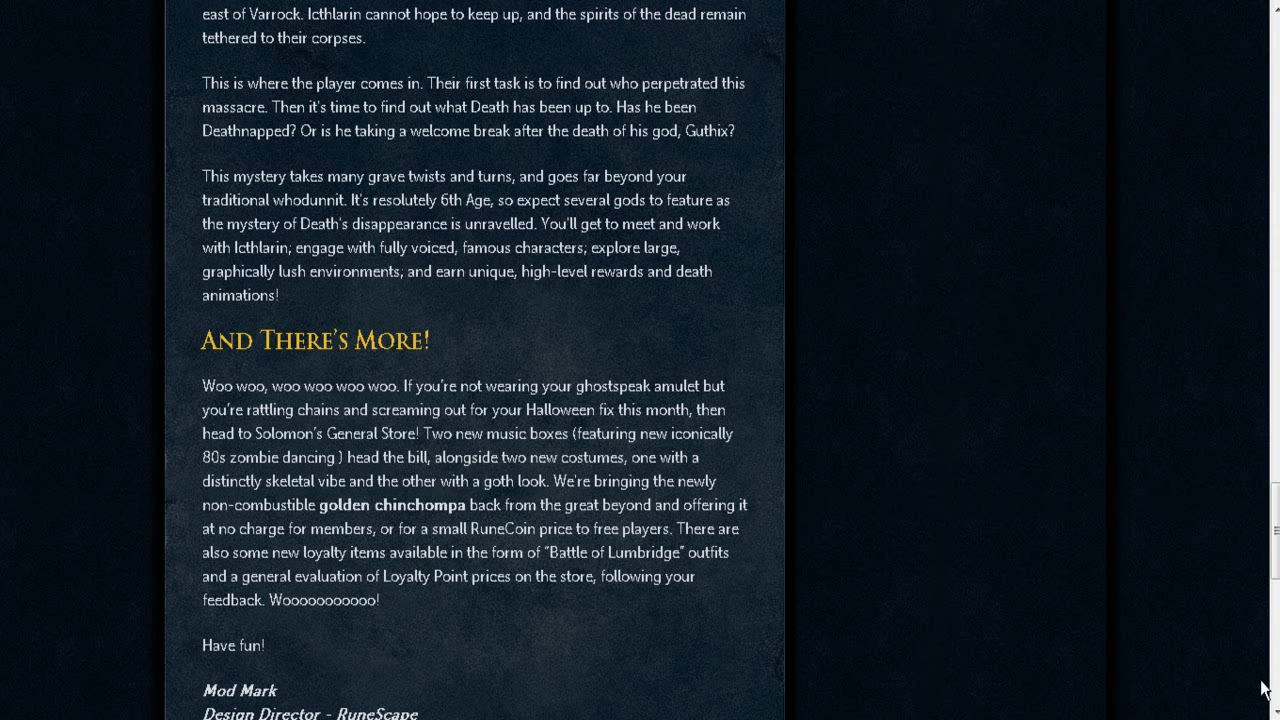 east of Varrock. Icthlarin cannot hope to keep up, and the spirits of the dead remain
tethered to their corpses.
This is where the player comes in. Their first task is to find out who perpetrated this
massacre. Then it's time to find out what Death has been up to. Has he been
Deathnapped? Or is he taking a welcome break after the death of his god, Guthix?
This mystery takes many grave twists and turns, and goes far beyond your
traditional whodunnit. It's resolutely 6th Age, so expect several gods to feature as
the mystery of Death's disappearance is unravelled. You'll get to meet and work
with Icthlarin; engage with fully voiced, famous characters; explore large,
graphically lush environments; and earn unique, high-level rewards and death
animations!
And There's More!
Woo woo, woo woo woo woo. If you're not wearing your ghostspeak amulet but
you're rattling chains and screaming out for your Halloween fix this month, then
head to Solomon's General Store! Two new music boxes (featuring new iconically
80s zombie dancing ) head the bill, alongside two new costumes, one with a
distinctly skeletal vibe and the other with a goth look. We're bringing the newly
non-combustible golden chinchompa back from the great beyond and offering it
at no charge for members, or for a small RuneCoin price to free players. There are
also some new loyalty items available in the form of "Battle of Lumbridge" outfits
and a general evaluation of Loyalty Point prices on the store, following your
feedback. Wooooooooooo!
Have fun!
Mod Mark
Design Director - RuneScape